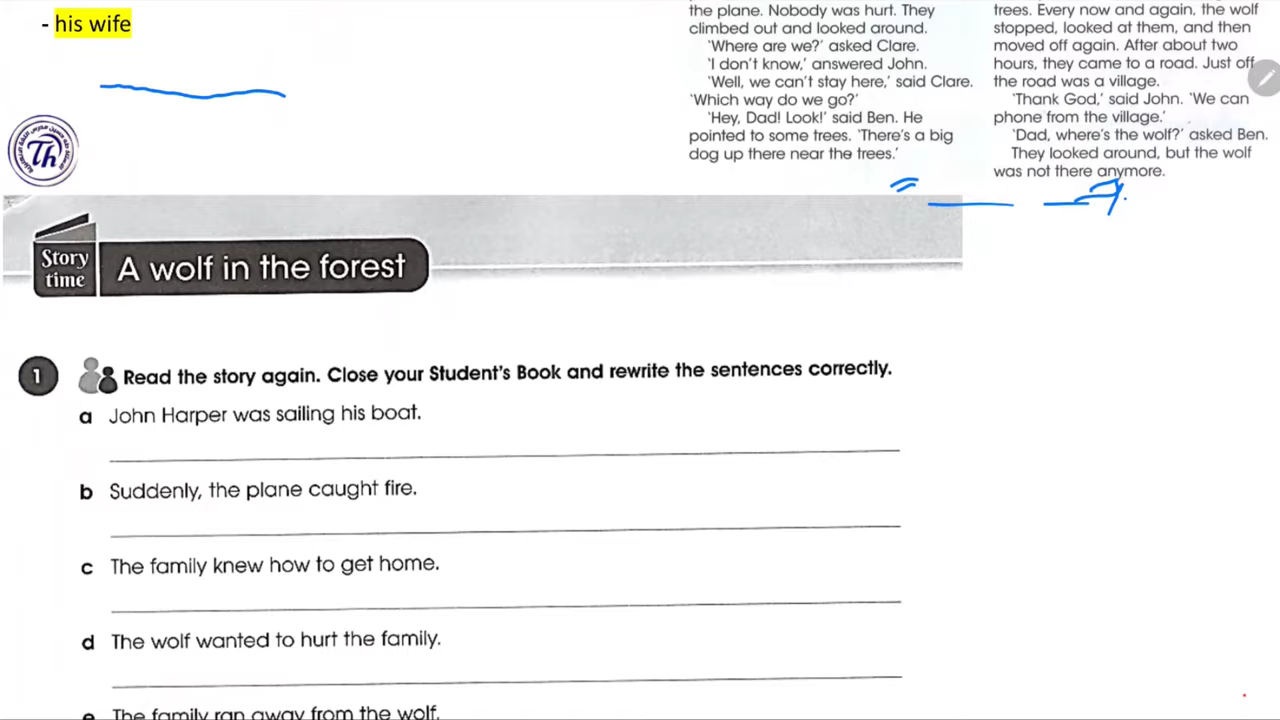 - his wife
the plane. Nobody was hurt. They
climbed out and looked around.
'Where are we?' asked Clare.
'I don't know,' answered John.
'Well, we can't stay here,' said Clare.
'Which way do we go?'
'Hey, Dad! Look!' said Ben. He
pointed to some trees. 'There's a big
dog up there near the trees.'
trees. Every now and again, the wolf
stopped, looked at them, and then
moved off again. After about two
hours, they came to a road. Just off
the road was a village.
'Thank God,' said John. 'We can
phone from the village.'
'Dad, where's the wolf?' asked Ben.
They looked around, but the wolf
was not there anymore.
Th
Story
time
A wolf in the forest
1 Read the story again. Close your Student's Book and rewrite the sentences correctly.
a John Harper was sailing his boat.
b Suddenly, the plane caught fire.
c The family knew how to get home.
d The wolf wanted to hurt the family.
e The family ran away from the wolf.